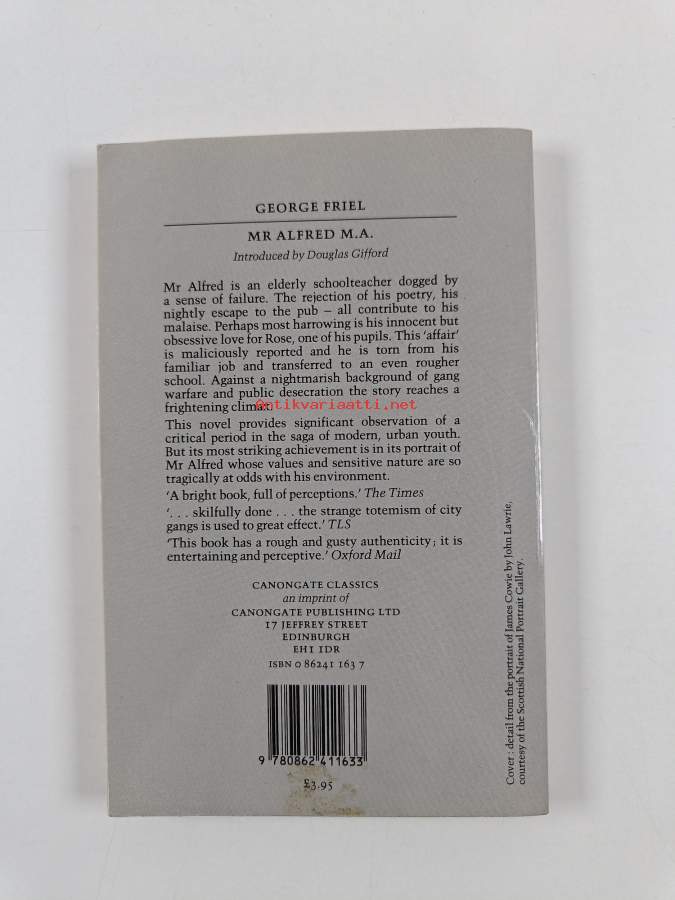 GEORGE FRIEL
MR ALFRED M.A.
Introduced by Douglas Gifford
Mr Alfred is an elderly schoolteacher dogged by
a sense of failure. The rejection of his poetry, his
nightly escape to the pub – all contribute to his
malaise. Perhaps most harrowing is his innocent but
obsessive love for Rose, one of his pupils. This ‘affair’
is maliciously reported and he is torn from his
familiar job and transferred to an even rougher
school. Against a nightmarish background of gang
warfare and public desecration the story reaches a
frightening climax.
antikvariaatti.net
This novel provides significant observation of a
critical period in the saga of modern, urban youth.
But its most striking achievement is in its portrait of
Mr Alfred whose values and sensitive nature are so
tragically at odds with his environment.
‘A bright book, full of perceptions.’ The Times
‘. . . skilfully done . . . the strange totemism of city
gangs is used to great effect.’ TLS
‘This book has a rough and gusty authenticity; it is
entertaining and perceptive.’ Oxford Mail
CANONGATE CLASSICS
an imprint of
CANONGATE PUBLISHING LTD
17 JEFFREY STREET
EDINBURGH
EH1 1DR
ISBN 0 86241 163 7
9 780862 411633
£3.95
Cover : detail from the portrait of James Cowie by John Lawrie,
courtesy of the Scottish National Portrait Gallery.